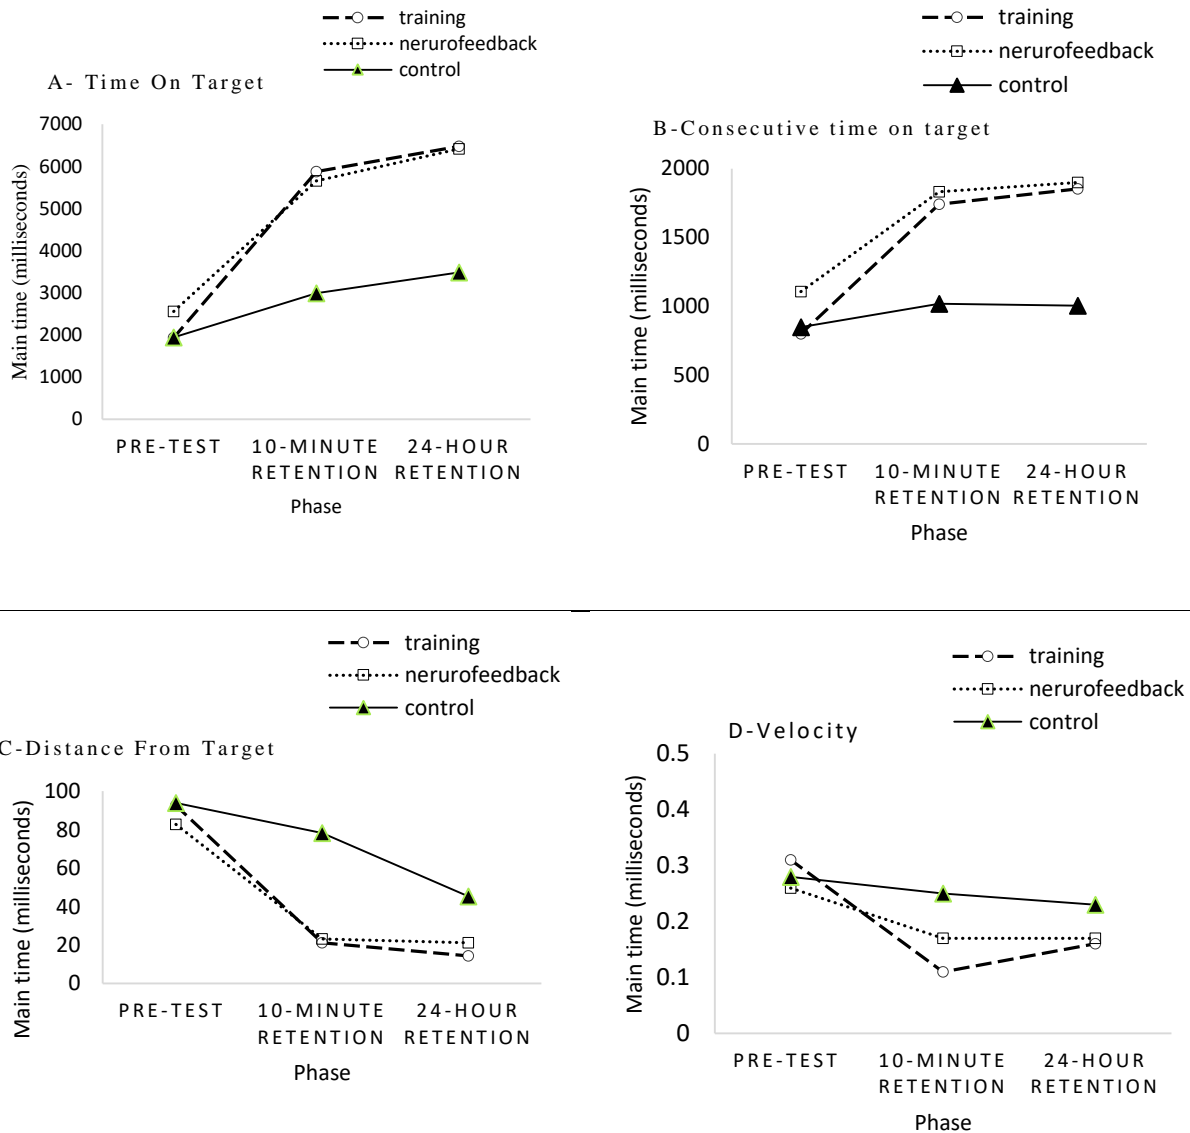 training
nerurofeedback
control
A- Time On Target
7000
6000
5000
4000
3000
2000
1000
0
Main time (milliseconds)
PRE-TEST
10-MINUTE RETENTION
24-HOUR RETENTION
Phase
training
nerurofeedback
control
B-Consecutive time on target
2000
1500
1000
500
0
Main time (milliseconds)
PRE-TEST
10-MINUTE RETENTION
24-HOUR RETENTION
Phase
training
nerurofeedback
control
C-Distance From Target
100
80
60
40
20
0
Main time (milliseconds)
PRE-TEST
10-MINUTE RETENTION
24-HOUR RETENTION
Phase
training
nerurofeedback
control
D-Velocity
0.5
0.4
0.3
0.2
0.1
0
Main time (milliseconds)
PRE-TEST
10-MINUTE RETENTION
24-HOUR RETENTION
Phase